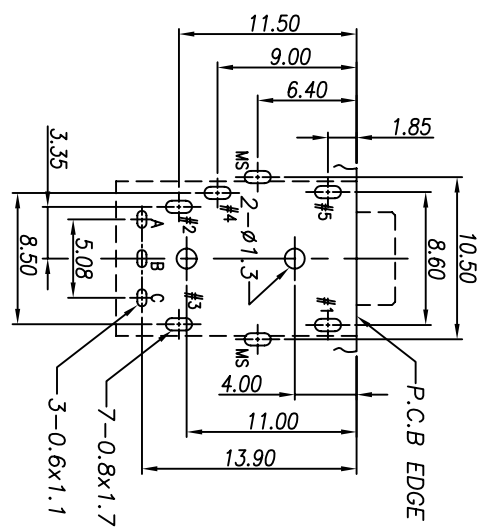 11.50
9.00
6.40
1.85
3.35
8.50
5.08
MS
#5
#4
#2
A
B
C
2-ø1.3
#3
#1
MS
8.60
10.50
4.00
11.00
13.90
P.C.B EDGE
7-0.8x1.7
3-0.6x1.1